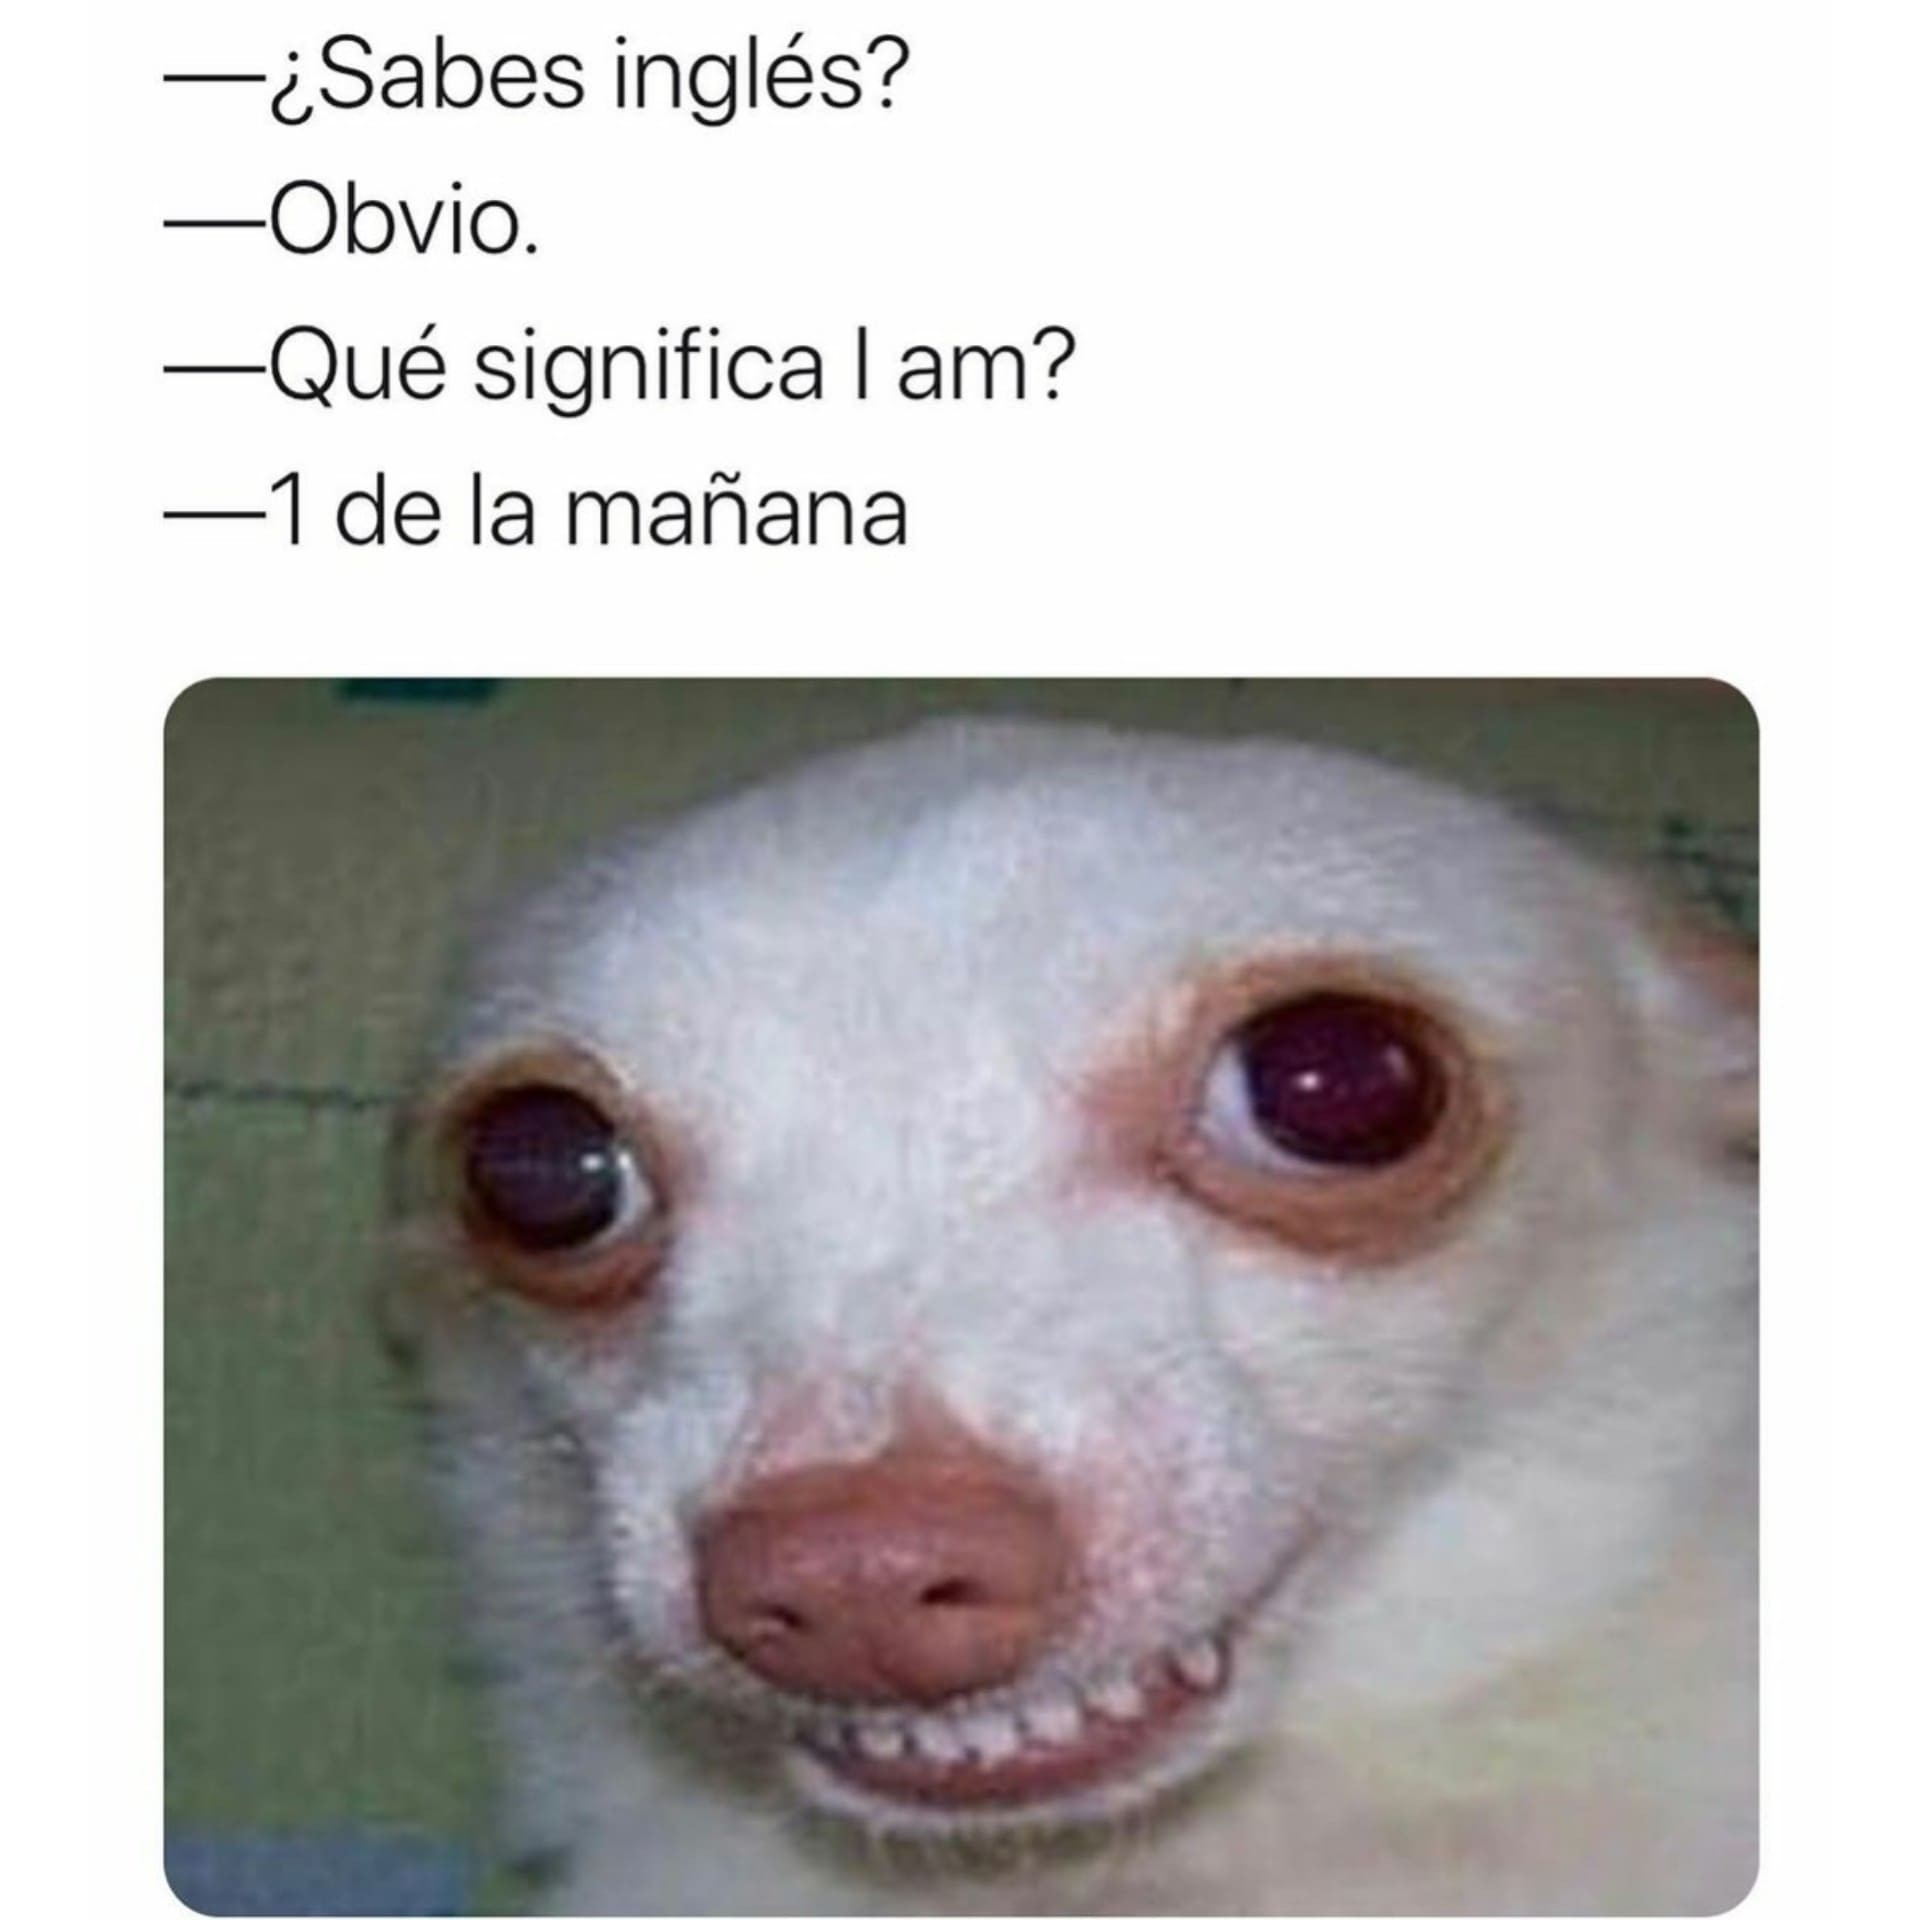 —¿Sabes inglés?
—Obvio.
—Qué significa I am?
—1 de la mañana